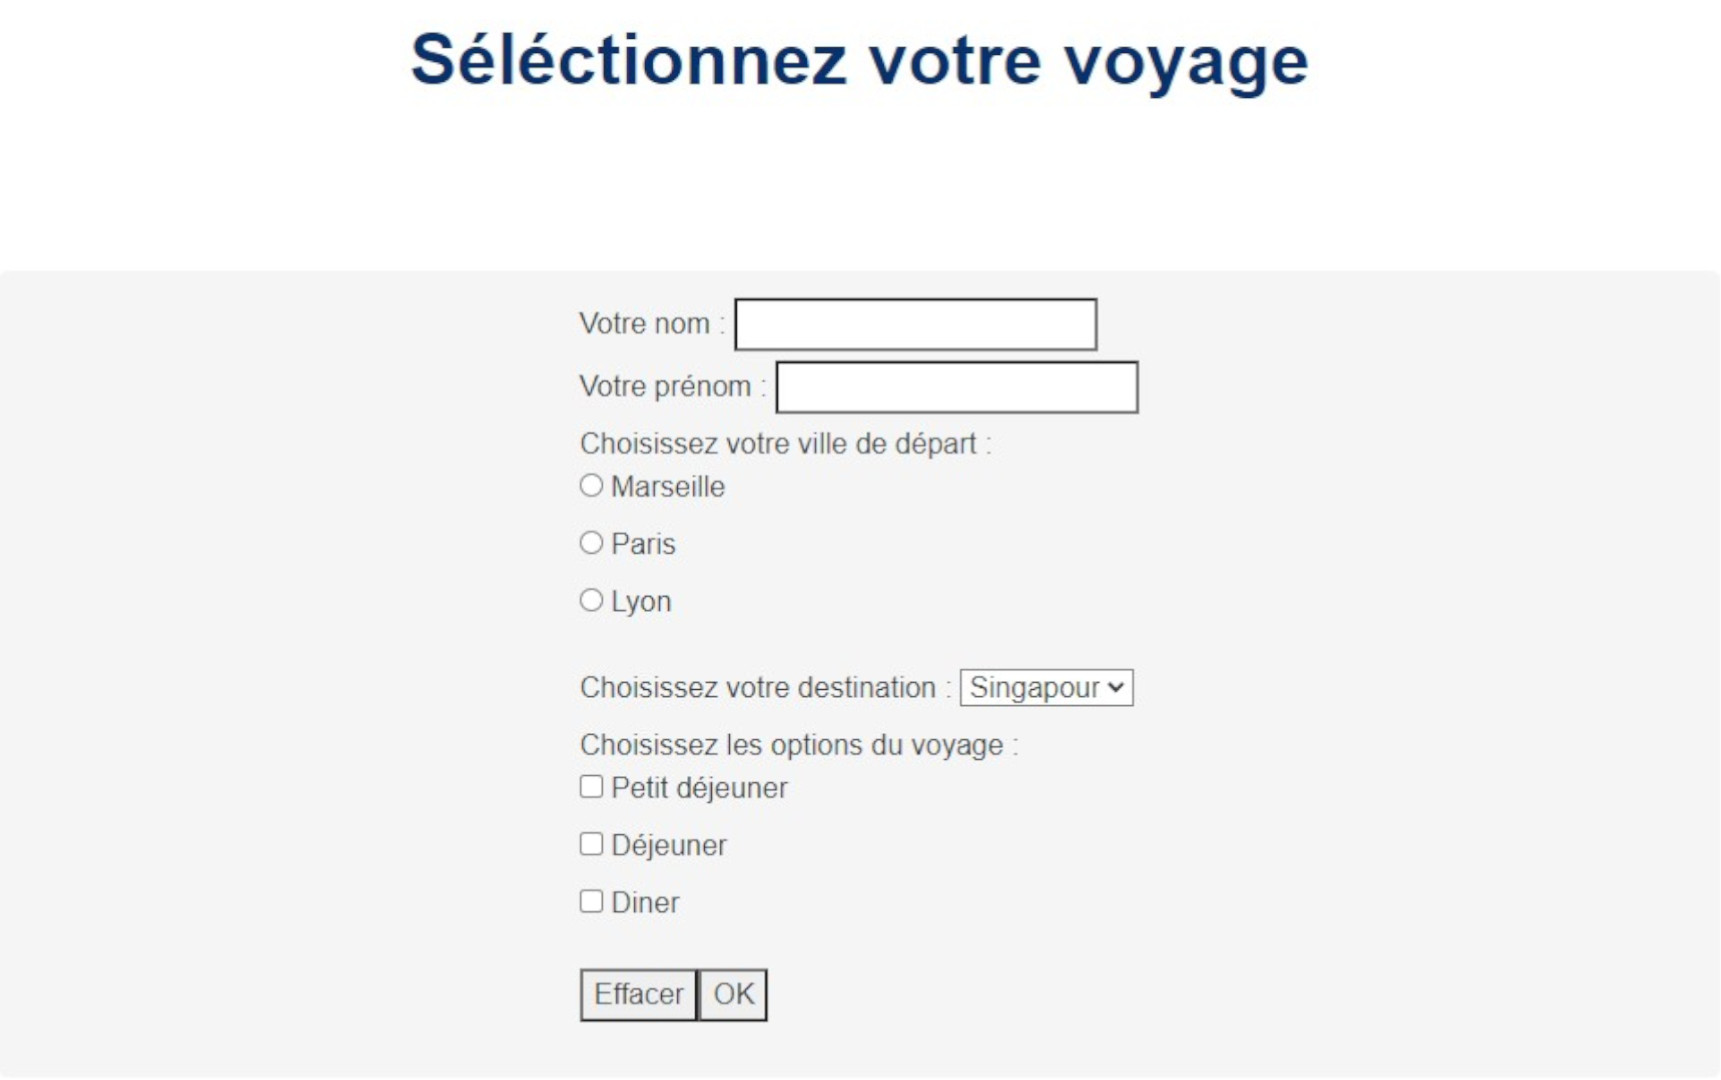 Séléctionnez votre voyage
Votre nom :
Votre prénom :
Choisissez votre ville de départ :
Marseille
Paris
Lyon
Choisissez votre destination : Singapour
Choisissez les options du voyage :
Petit déjeuner
Déjeuner
Diner
Effacer OK